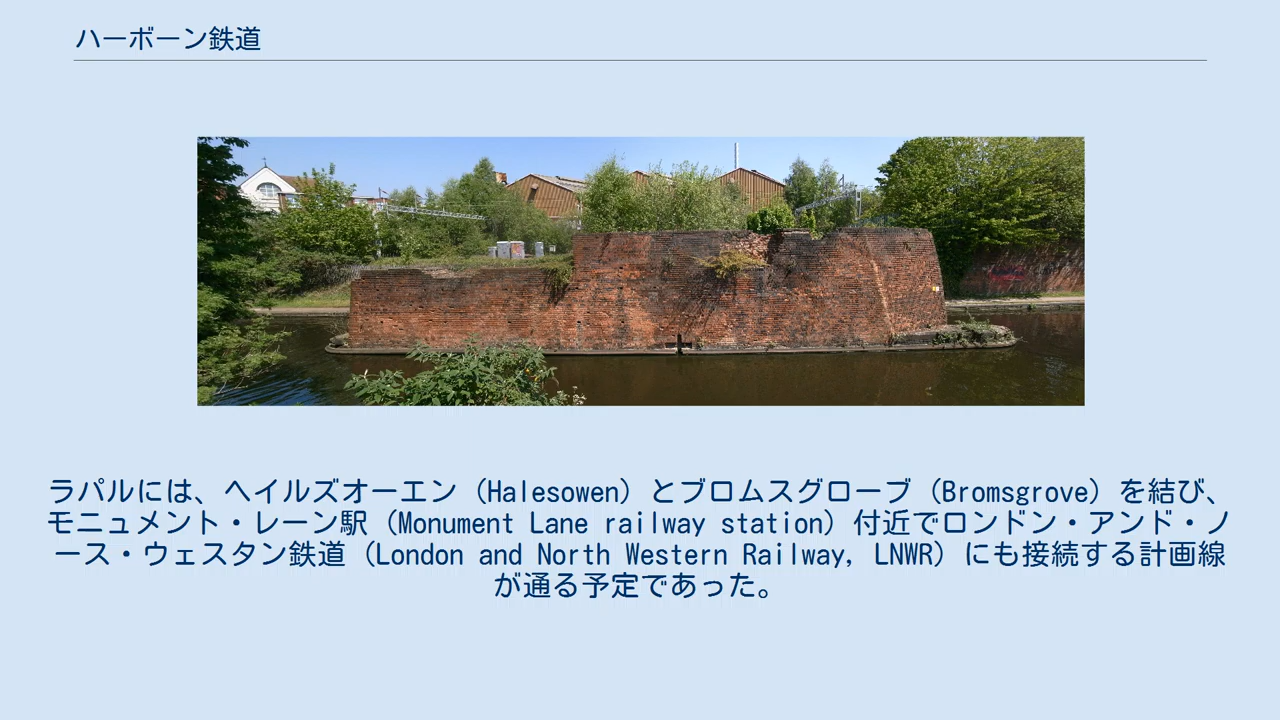 ハーボーン鉄道
ラパルには、ヘイルズオーエン（Halesowen）とブロムスグローブ（Bromsgrove）を結び、
モニュメント・レーン駅（Monument Lane railway station）付近でロンドン・アンド・ノ
ース・ウェスタン鉄道（London and North Western Railway, LNWR）にも接続する計画線
が通る予定であった。